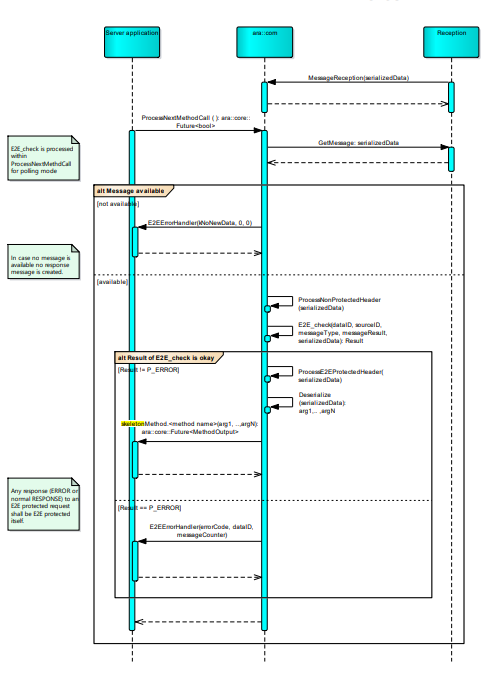 Server application
ara::com
Reception
MessageReception(serializedData)
ProcessNextMethodCall ( ): ara::core::
Future<bool>
GetMessage: serializedData
E2E_check is processed
within
ProcessNextMethdCall
for polling mode
alt Message available
[not available]
E2EErrorHandler(kNoNewData, 0, 0)
In case no message is
available no response
message is created.
[available]
ProcessNonProtectedHeader
(serializedData)
E2E_check(dataID, sourceID,
messageType, messageResult,
serializedData): Result
alt Result of E2E_check is okay
[Result != P_ERROR]
ProcessE2EProtectedHeader(
serializedData)
Deserialize
(serializedData):
arg1,.. ,argN
skeletonMethod.<method name>(arg1, ..,argN):
ara::core::Future<MethodOutput>
Any response (ERROR or
normal RESPONSE) to an
E2E protected request
shall be E2E protected
itself.
[Result == P_ERROR]
E2EErrorHandler(errorCode, dataID,
messageCounter)